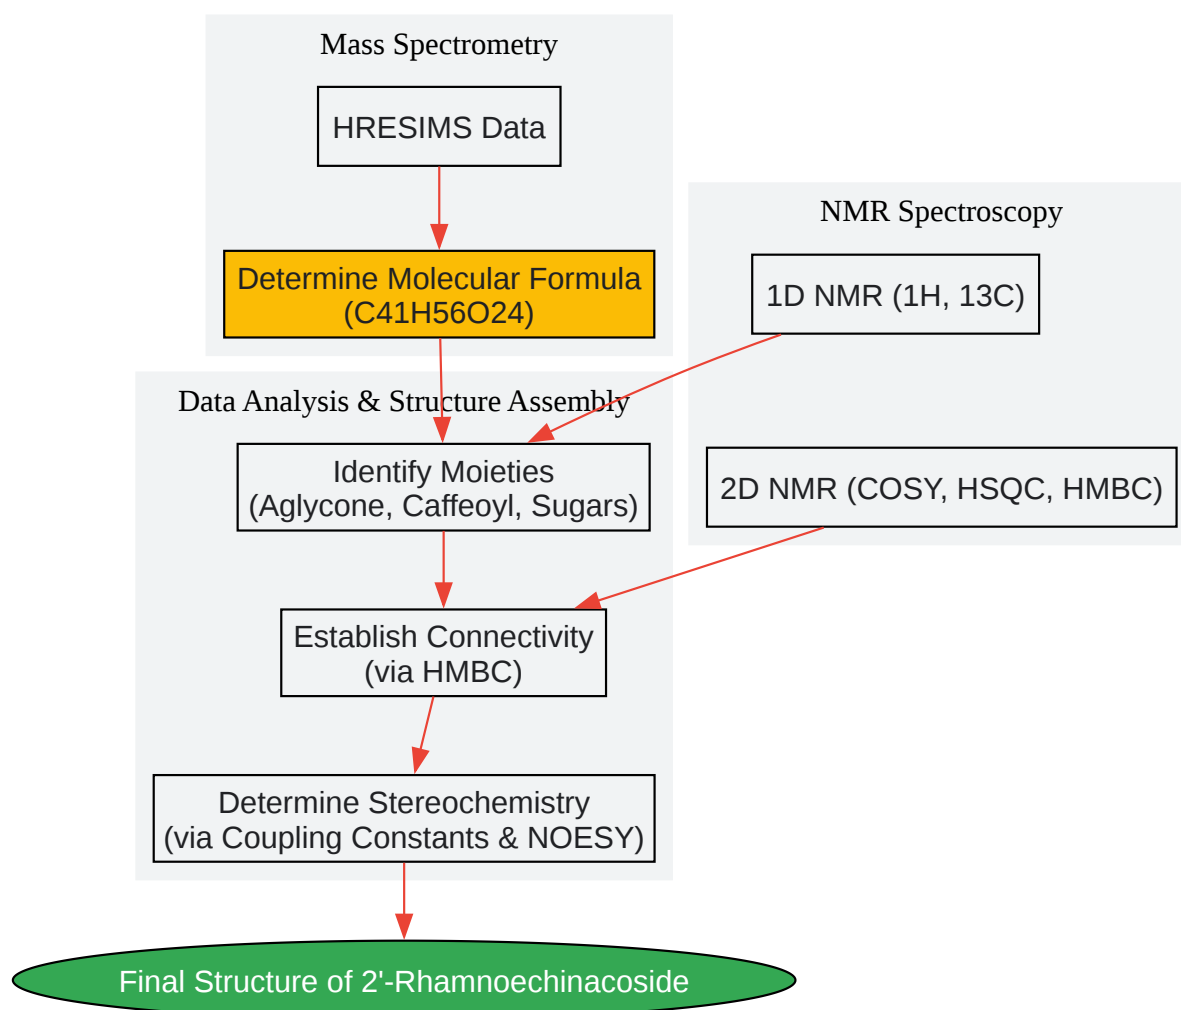 Mass Spectrometry
HRESIMS Data
Determine Molecular Formula
(C41H56O24)
NMR Spectroscopy
1D NMR (1H, 13C)
2D NMR (COSY, HSQC, HMBC)
Data Analysis & Structure Assembly
Identify Moieties
(Aglycone, Caffeoyl, Sugars)
Establish Connectivity
(via HMBC)
Determine Stereochemistry
(via Coupling Constants & NOESY)
Final Structure of 2'-Rhamnoechinacoside